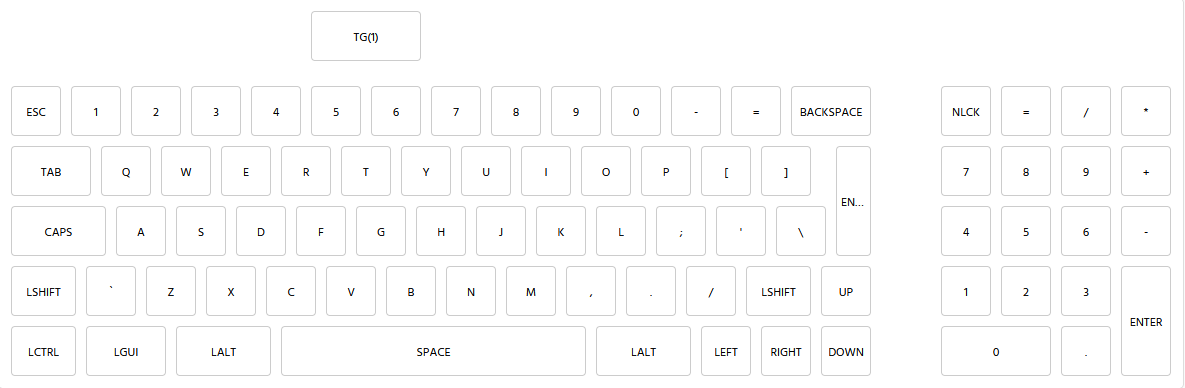 TG(1)
ESC 1 2 3 4 5 6 7 8 9 0 - = BACKSPACE NLCK = / *
TAB Q W E R T Y U I O P [ ] EN... 7 8 9 +
CAPS A S D F G H J K L ; ' \ 4 5 6 -
LSHIFT ` Z X C V B N M , . / LSHIFT UP 1 2 3 ENTER
LCTRL LGUI LALT SPACE LALT LEFT RIGHT DOWN 0 .